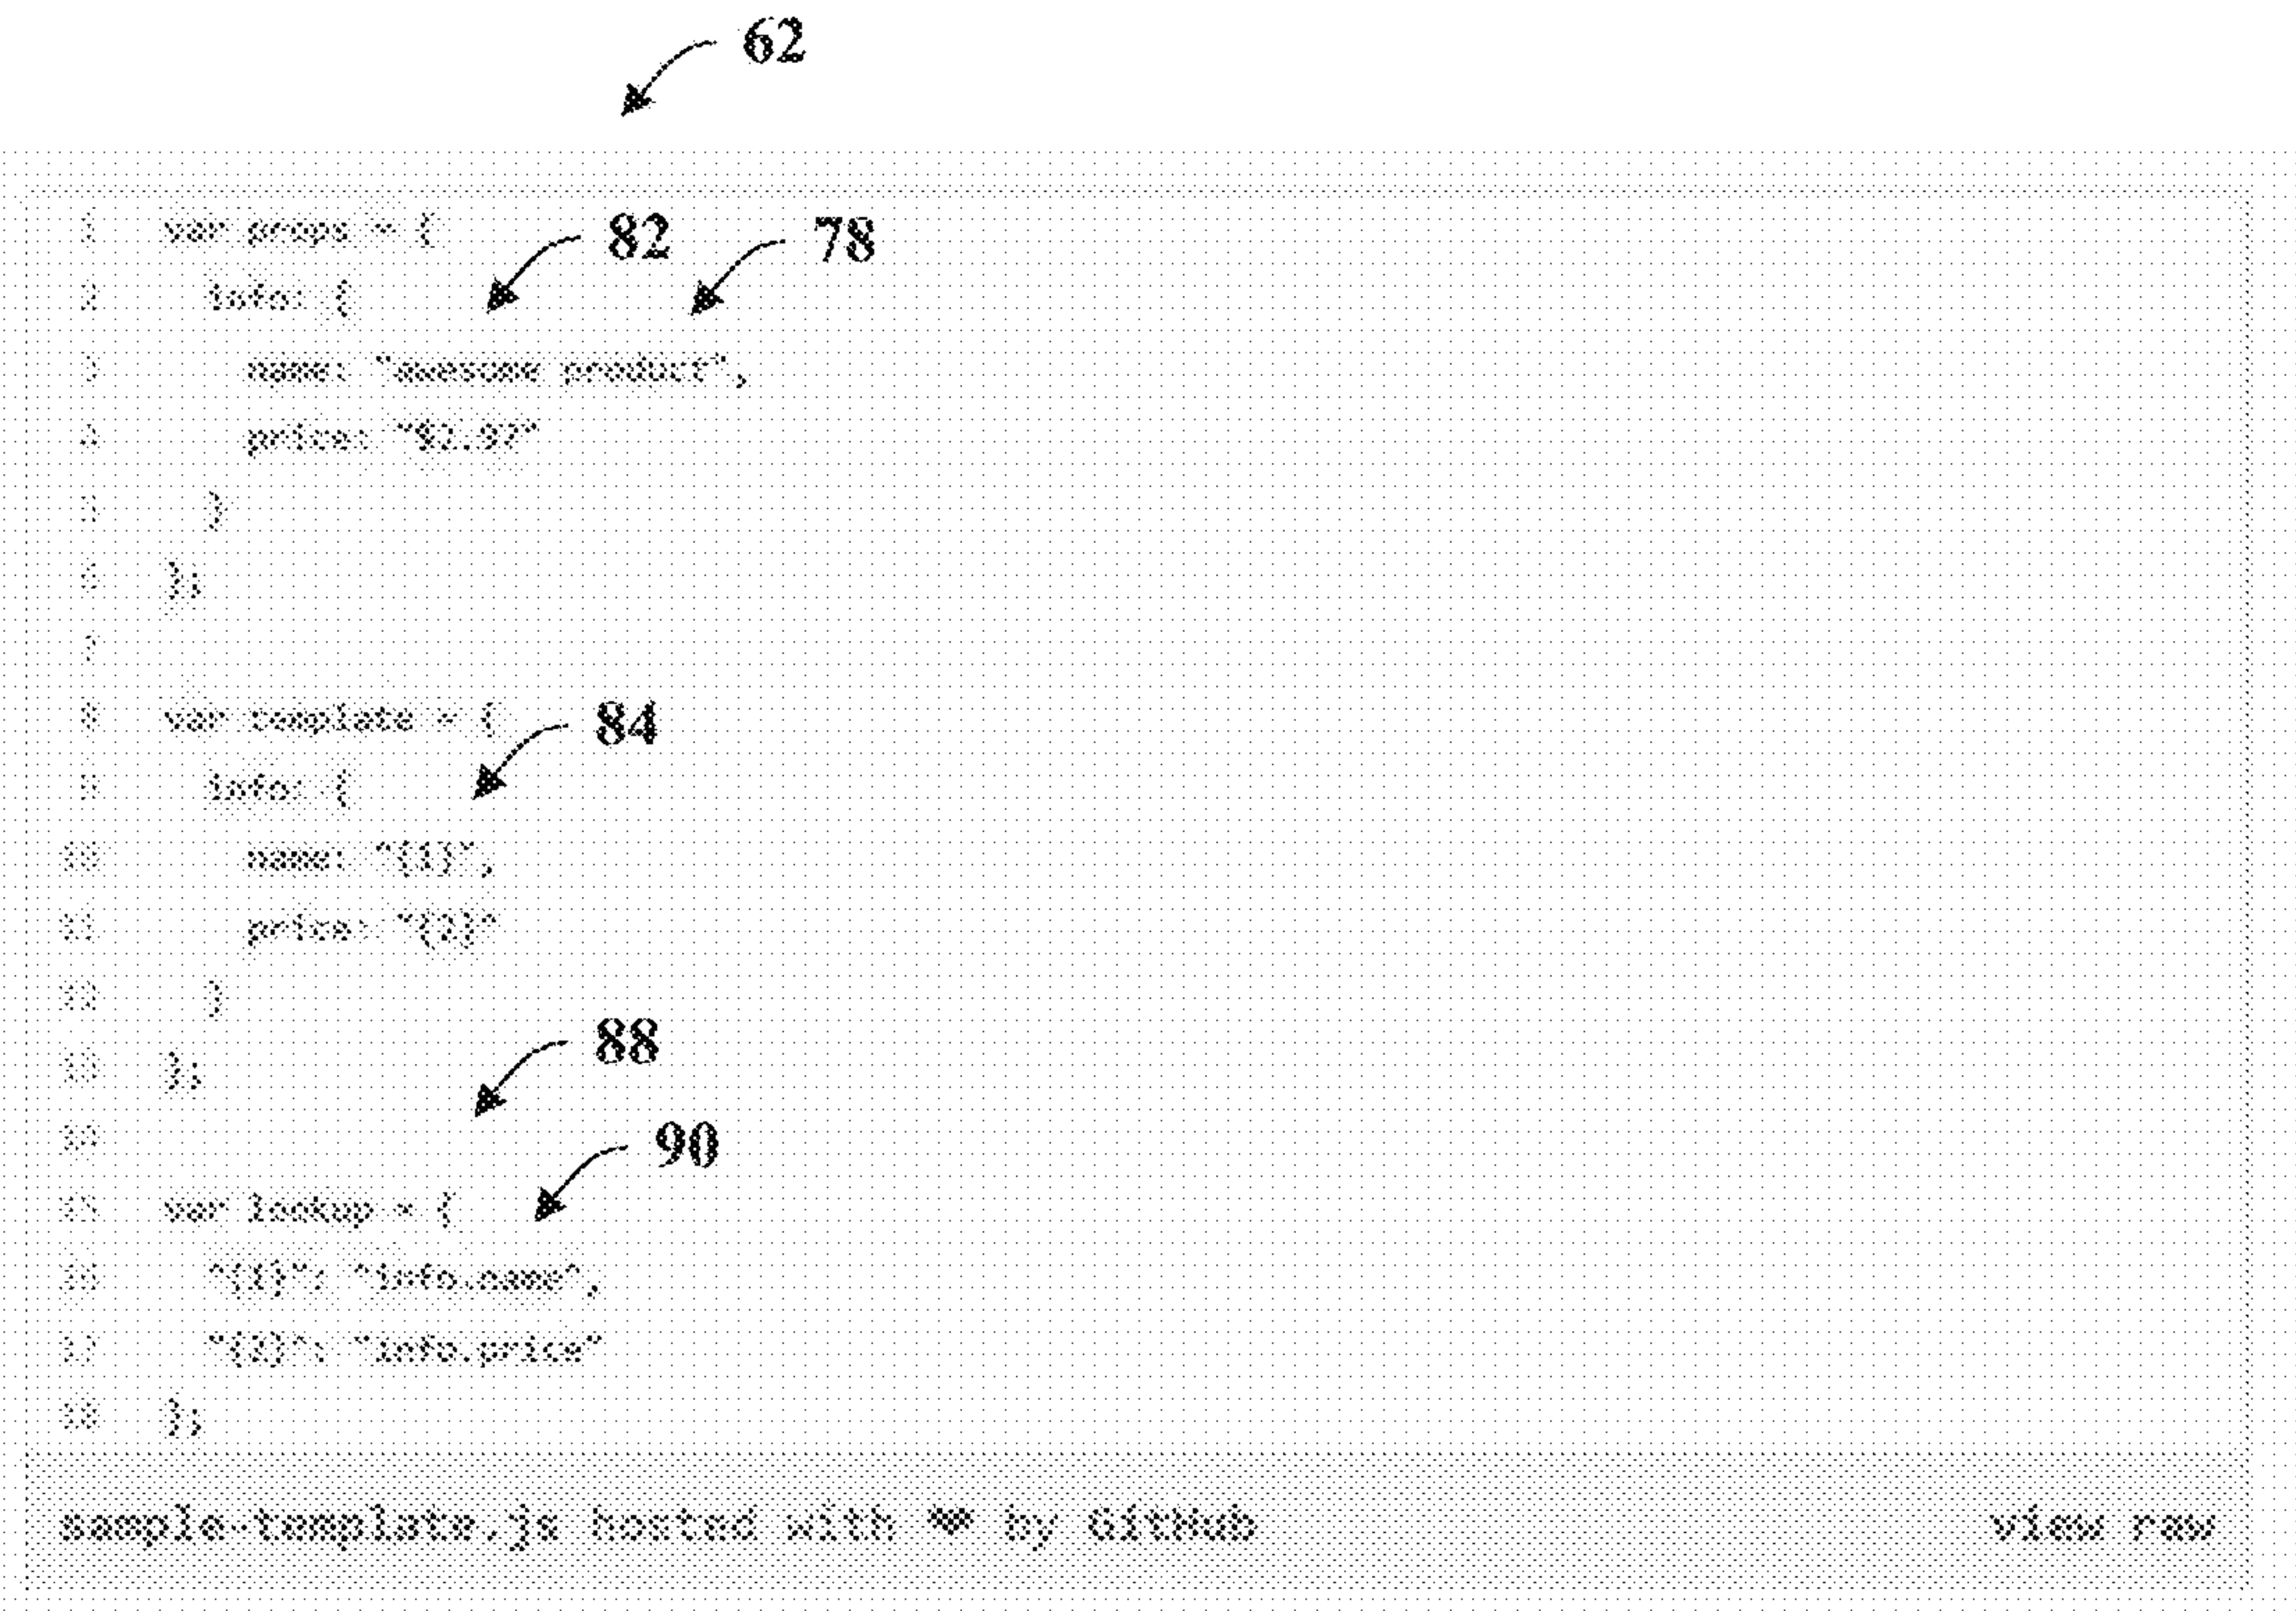 62
1 var props = {
82 78
2 info: {
3 name: "awesome product",
4 price: "$2.97"
5 }
6 };
7
8 var template = {
84
9 info: {
10 name: "{1}",
11 price: "{2}"
12 }
13 };
88
14
90
15 var lookup = {
16 "{1}": "info.name",
17 "{2}": "info.price"
18 };
sample-template.js hosted with ❤ by GitHub view raw